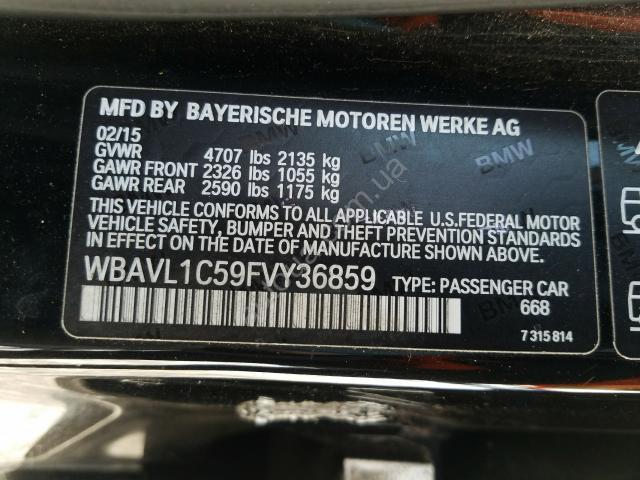 MFD BY BAYERISCHE MOTOREN WERKE AG
02/15
GVWR 4707 lbs 2135 kg
GAWR FRONT 2326 lbs 1055 kg
GAWR REAR 2590 lbs 1175 kg
THIS VEHICLE CONFORMS TO ALL APPLICABLE U.S.FEDERAL MOTOR
VEHICLE SAFETY, BUMPER AND THEFT PREVENTION STANDARDS
IN EFFECT ON THE DATE OF MANUFACTURE SHOWN ABOVE.
WBAVL1C59FVY36859 TYPE: PASSENGER CAR
668
7 315 814